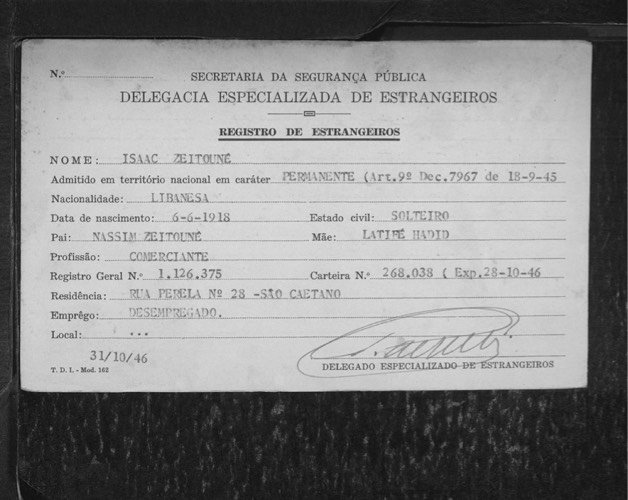 N.º
SECRETARIA DA SEGURANÇA PÚBLICA
DELEGACIA ESPECIALIZADA DE ESTRANGEIROS
REGISTRO DE ESTRANGEIROS
NOME: ISAAC ZEITOUNÉ
Admitido em território nacional em caráter PERMANENTE (Art.9º Dec.7967 de 18-9-45
Nacionalidade: LIBANESA
Data de nascimento: 6-6-1918 Estado civil: SOLTEIRO
Pai: NASSIM ZEITOUNÉ Mãe: LATIFÉ HADID
Profissão: COMERCIANTE
Registro Geral N.º 1.126.375 Carteira N.º 268.038 ( Exp.28-10-46
Residência: RUA PERELA Nº 28 -SÃO CAETANO
Emprêgo: DESEMPREGADO.
Local: ...
31/10/46
DELEGADO ESPECIALIZADO DE ESTRANGEIROS
T. D. I. - Mod. 162